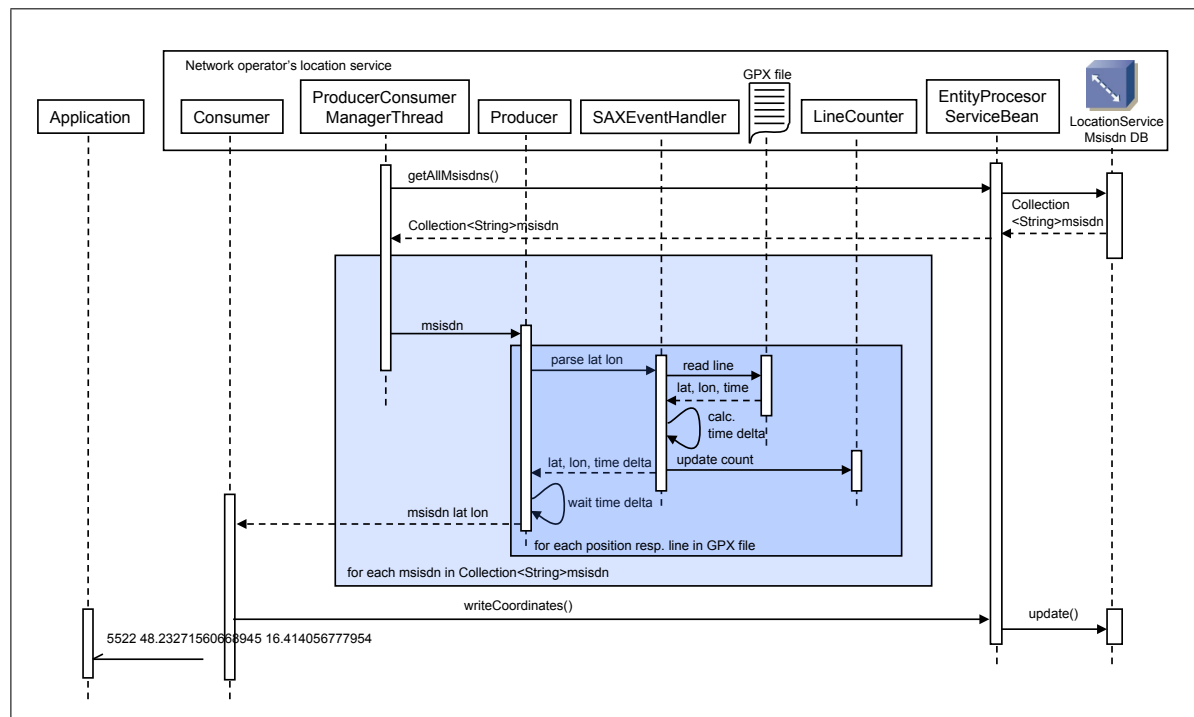 Network operator's location service
GPX file
Application
Consumer
ProducerConsumer
ManagerThread
Producer
SAXEventHandler
LineCounter
EntityProcesor
ServiceBean
LocationService
Msisdn DB
getAllMsisdns()
Collection
<String>msisdn
Collection<String>msisdn
msisdn
parse lat lon
read line
lat, lon, time
calc.
time delta
lat, lon, time delta
update count
wait time delta
msisdn lat lon
for each position resp. line in GPX file
for each msisdn in Collection<String>msisdn
writeCoordinates()
update()
5522 48.23271560668945 16.414056777954